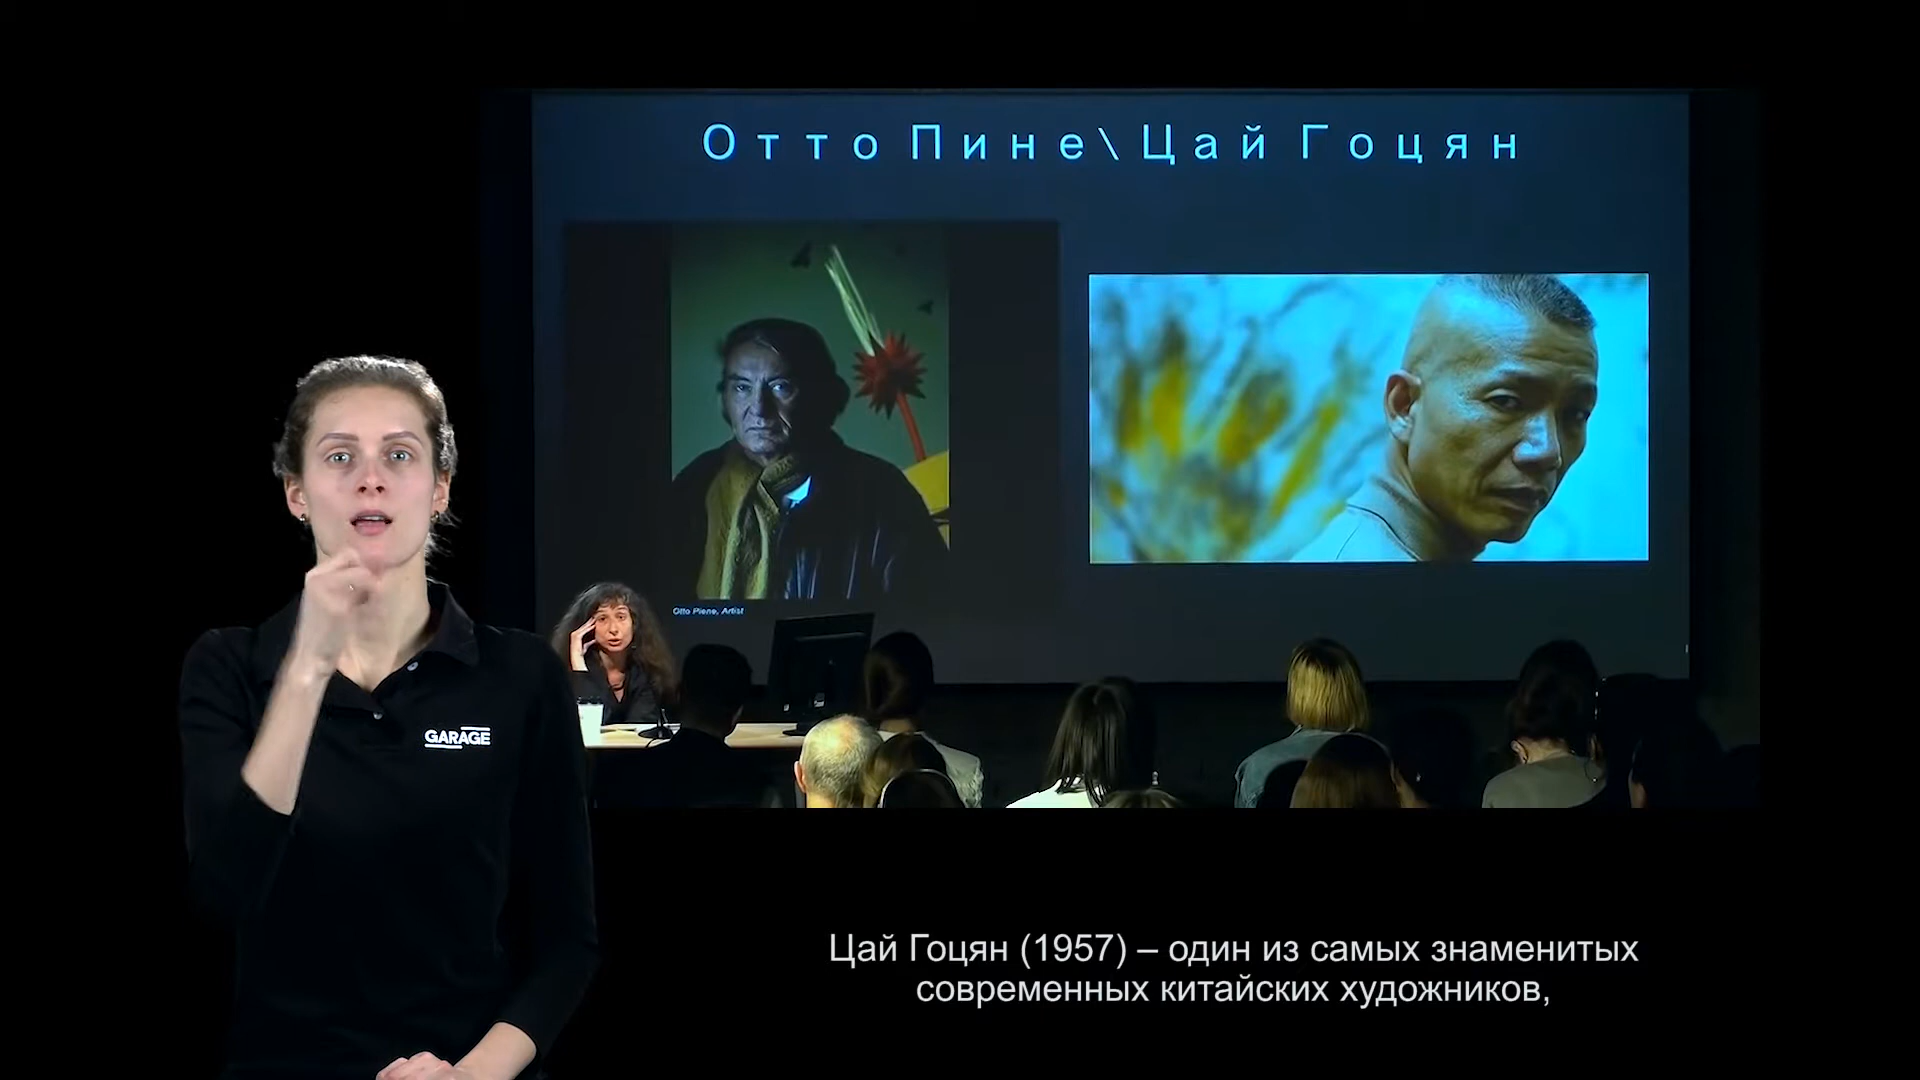 Отто Пине\Цай Гоцян
Otto Piene, Artist
GARAGE
Цай Гоцян (1957) – один из самых знаменитых
современных китайских художников,